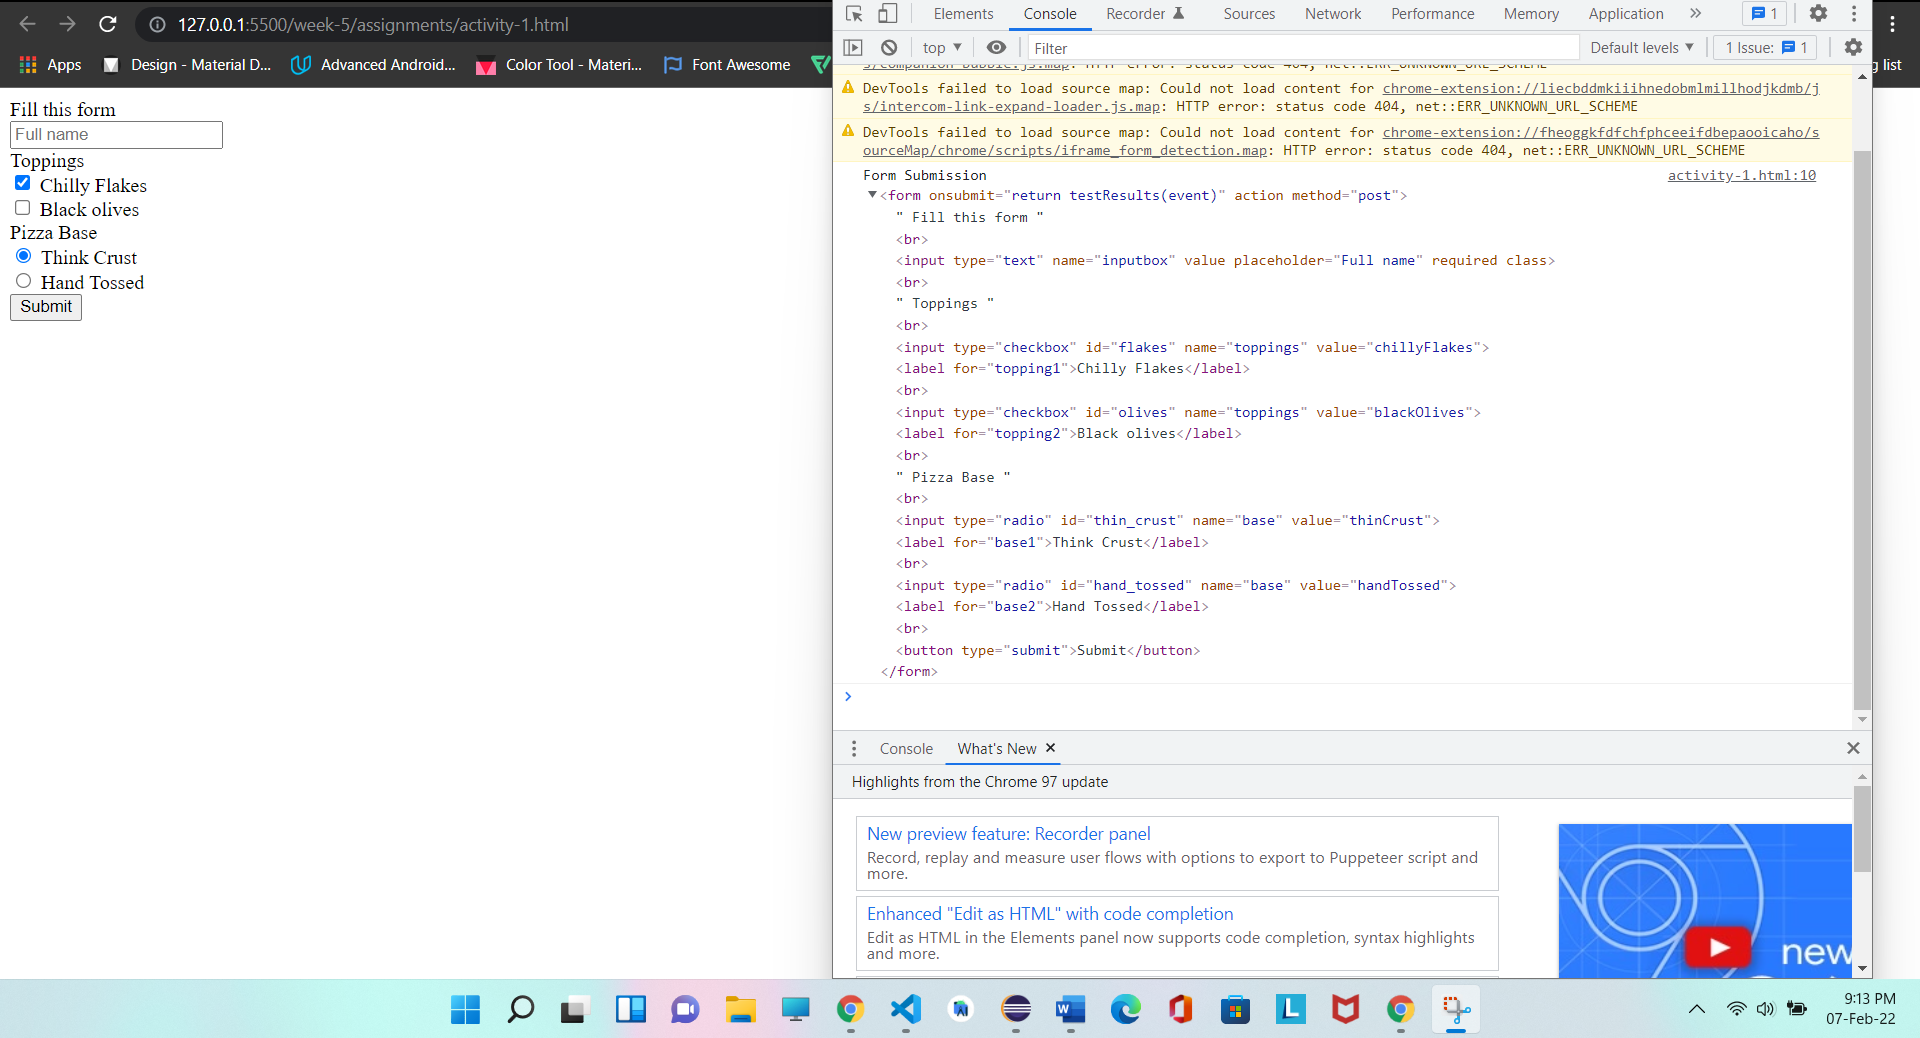 127.0.0.1:5500/week-5/assignments/activity-1.html
Apps
Design - Material D...
Advanced Android...
Color Tool - Materi...
Font Awesome
g list
Fill this form
Full name
Toppings
Chilly Flakes
Black olives
Pizza Base
Think Crust
Hand Tossed
Submit
Elements
Console
Recorder
Sources
Network
Performance
Memory
Application
1
top
Filter
Default levels
1 Issue:
1
s/companion-bubble.js.map: HTTP error: status code 404, net::ERR_UNKNOWN_URL_SCHEME
DevTools failed to load source map: Could not load content for chrome-extension://liecbddmkiiihnedobmlmillhodjkdmb/j
s/intercom-link-expand-loader.js.map: HTTP error: status code 404, net::ERR_UNKNOWN_URL_SCHEME
DevTools failed to load source map: Could not load content for chrome-extension://fheoggkfdfchfphceeifdbepaooicaho/s
ourceMap/chrome/scripts/iframe_form_detection.map: HTTP error: status code 404, net::ERR_UNKNOWN_URL_SCHEME
Form Submission
activity-1.html:10
<form onsubmit="return testResults(event)" action method="post">
" Fill this form "
<br>
<input type="text" name="inputbox" value placeholder="Full name" required class>
<br>
" Toppings "
<br>
<input type="checkbox" id="flakes" name="toppings" value="chillyFlakes">
<label for="topping1">Chilly Flakes</label>
<br>
<input type="checkbox" id="olives" name="toppings" value="blackOlives">
<label for="topping2">Black olives</label>
<br>
" Pizza Base "
<br>
<input type="radio" id="thin_crust" name="base" value="thinCrust">
<label for="base1">Think Crust</label>
<br>
<input type="radio" id="hand_tossed" name="base" value="handTossed">
<label for="base2">Hand Tossed</label>
<br>
<button type="submit">Submit</button>
</form>
Console
What's New
Highlights from the Chrome 97 update
New preview feature: Recorder panel
Record, replay and measure user flows with options to export to Puppeteer script and
more.
Enhanced "Edit as HTML" with code completion
Edit as HTML in the Elements panel now supports code completion, syntax highlights
and more.
new
9:13 PM
07-Feb-22